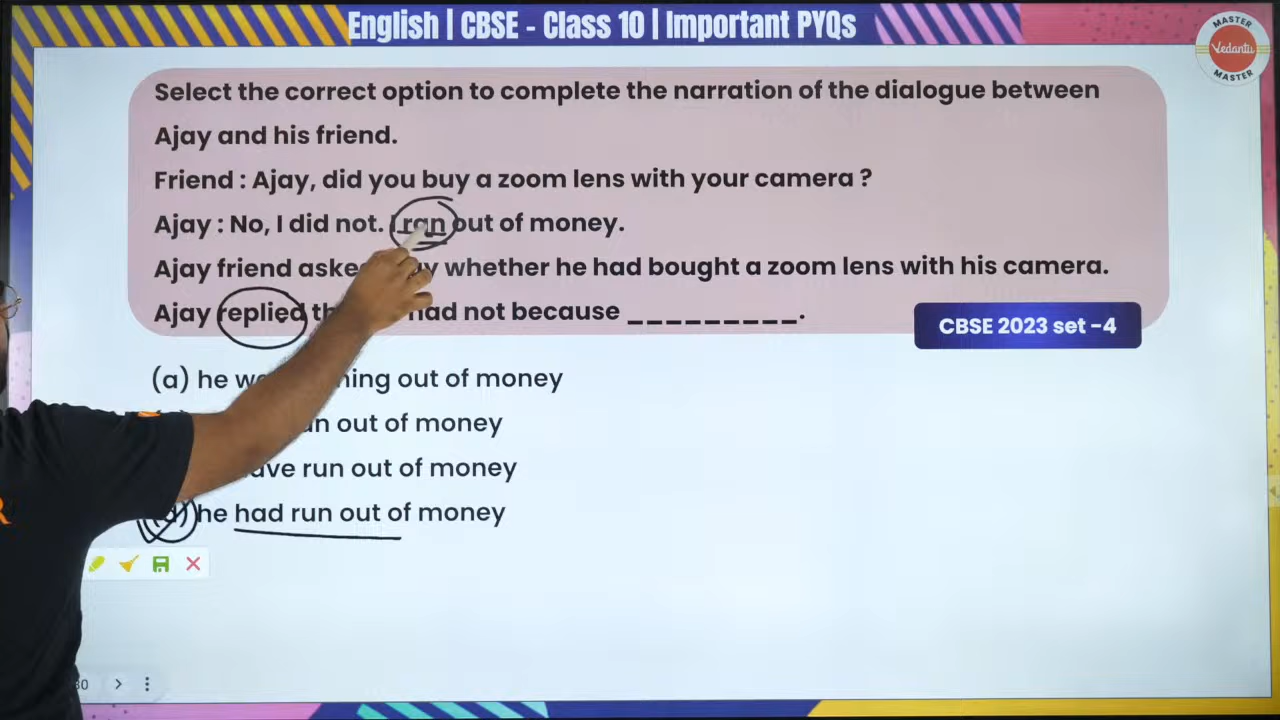 English | CBSE - Class 10 | Important PYQs
MASTER
Vedantu
MASTER
Select the correct option to complete the narration of the dialogue between
Ajay and his friend.
Friend : Ajay, did you buy a zoom lens with your camera ?
Ajay : No, I did not. I ran out of money.
Ajay friend whether he had bought a zoom lens with his camera.
Ajay replied had not because _________.
CBSE 2023 set -4
(a) he out of money
out of money
run out of money
(d) he had run out of money